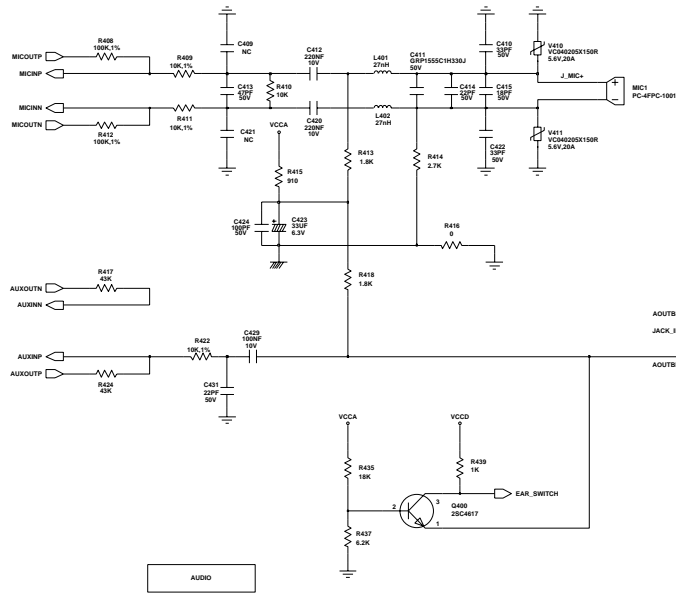 R408
100K,1%
MICOUTP
MICINP
R409
10K,1%
C409
NC
C412
220NF
10V
L401
27nH
C411
GRP1555C1H330J
50V
C410
33PF
50V
V410
VC040205X150R
5.6V,20A
J_MIC+
C413
47PF
50V
R410
10K
C414
22PF
50V
C415
18PF
50V
+
−
MIC1
PC-4FPC-1001
MICINN
MICOUTN
R411
10K,1%
R412
100K,1%
C421
NC
C420
220NF
10V
L402
27nH
C422
33PF
50V
V411
VC040205X150R
5.6V,20A
VCCA
R415
910
R413
1.8K
R414
2.7K
C424
100PF
50V
+
C423
33UF
6.3V
R416
0
R417
43K
AUXOUTN
AUXINN
R418
1.8K
AOUTB
JACK_I
AOUTB
AUXINP
AUXOUTP
R422
10K,1%
C429
100NF
10V
R424
43K
C431
22PF
50V
VCCA
VCCD
R435
18K
R439
1K
EAR_SWITCH
2
3
1
Q400
2SC4617
R437
6.2K
AUDIO